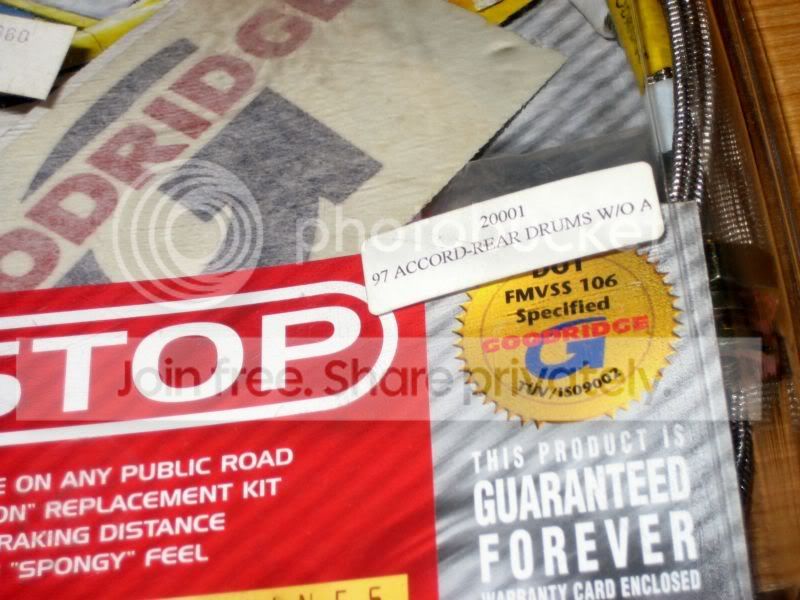 GOODRIDGE
20001
97 ACCORD-REAR DRUMS W/O A
DOT
FMVSS 106
Specified
GOODRIDGE
G
TUV/ISO9002
STOP
E ON ANY PUBLIC ROAD
ON" REPLACEMENT KIT
RAKING DISTANCE
"SPONGY" FEEL
THIS PRODUCT IS
GUARANTEED
FOREVER
WARRANTY CARD ENCLOSED
photobucket
Join free. Share privately.